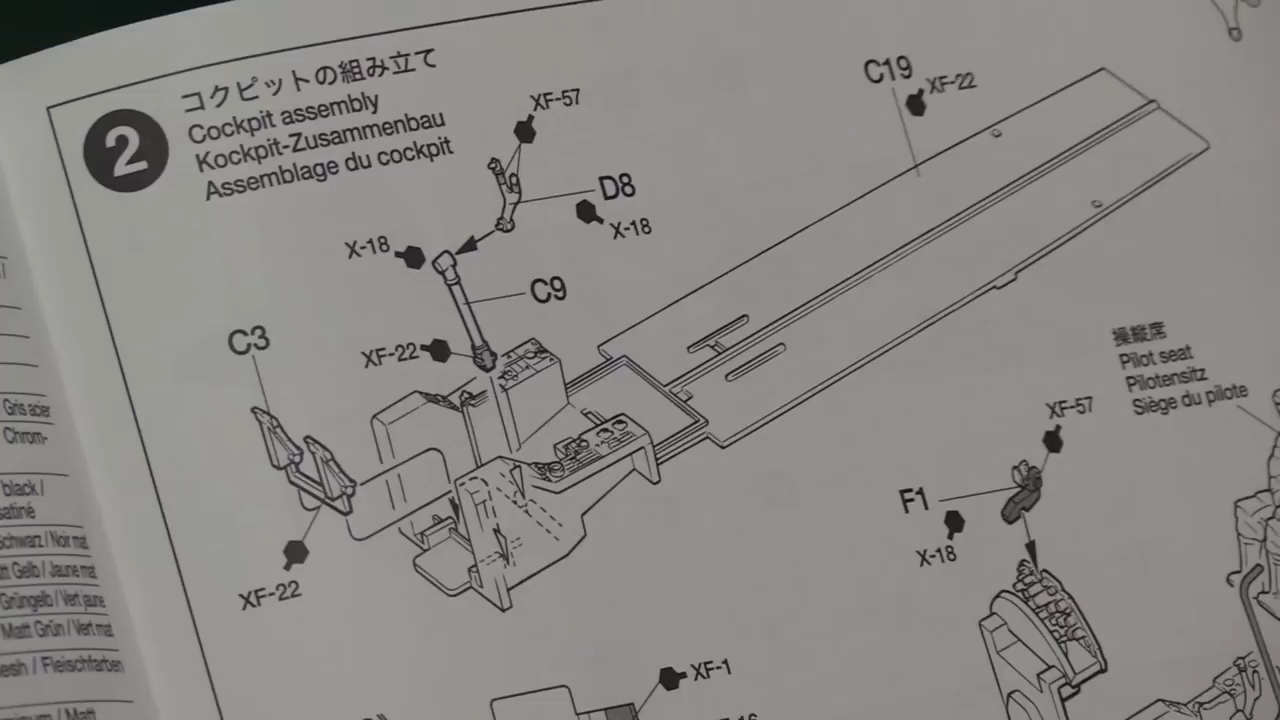 2
コクピットの組み立て
Cockpit assembly
Kockpit-Zusammenbau
Assemblage du cockpit
XF-57
D8
X-18
X-18
C9
XF-22
C3
XF-22
C19
XF-22
操縦席
Pilot seat
Pilotensitz
Siège du pilote
XF-57
F1
X-18
XF-1
Gris acier
Chrom-
black /
satiné
Schwarz / Noir mat
Matt Gelb / Jaune mat
Grüngelb / Vert jaune
Matt Grün / Vert mat
Fleischfarben
/ Matt